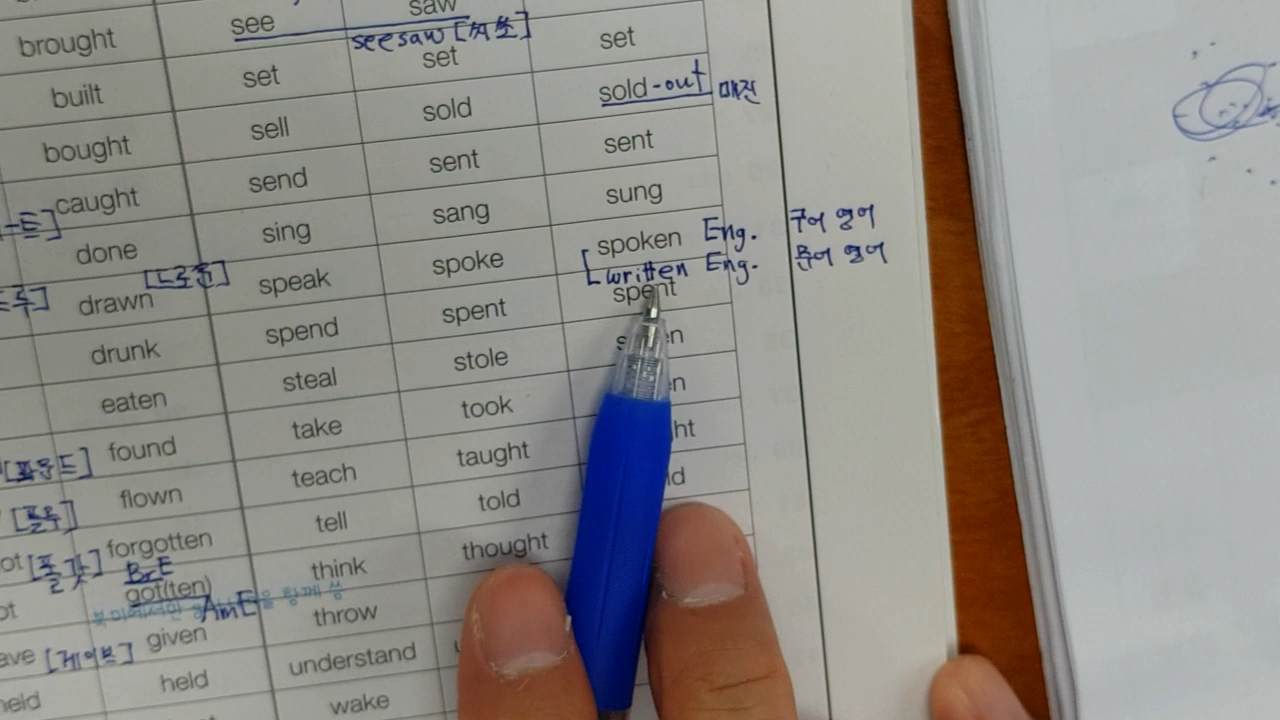 brought see saw
seesaw [씨쏘]
built set set set
bought sell sold sold-out 매진
caught send sent sent
done sing sang sung
drawn [드로은] speak spoke spoken Eng. 구어 영어
[written Eng. 문어 영어
drunk spend spent spent
eaten steal stole
found take took
flown teach taught
forgotten tell told
BrE
got(ten) think thought
AmE
given throw
held understand
wake